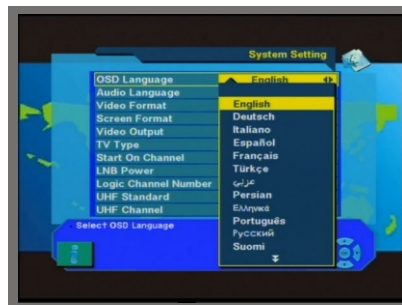 System Setting
OSD Language
English
Audio Language
Video Format
Screen Format
Video Output
TV Type
Start On Channel
LNB Power
Logic Channel Number
UHF Standard
UHF Channel
English
Deutsch
Italiano
Español
Français
Türkçe
عربي
Persian
Ελληνικά
Português
Русский
Suomi
Select OSD Language